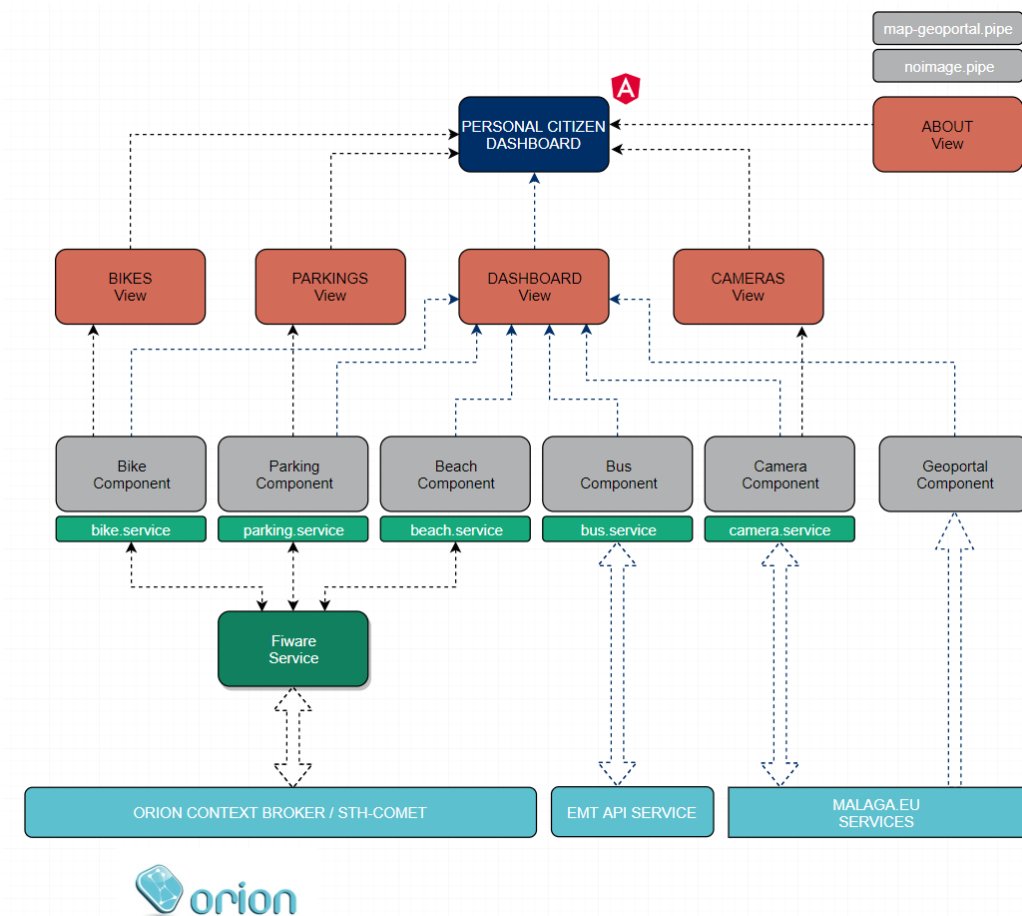 map-geoportal.pipe
noimage.pipe
A
PERSONAL CITIZEN
DASHBOARD
ABOUT
View
BIKES
View
PARKINGS
View
DASHBOARD
View
CAMERAS
View
Bike
Component
Parking
Component
Beach
Component
Bus
Component
Camera
Component
Geoportal
Component
bike.service
parking.service
beach.service
bus.service
camera.service
Fiware
Service
ORION CONTEXT BROKER / STH-COMET
EMT API SERVICE
MALAGA.EU
SERVICES
orion